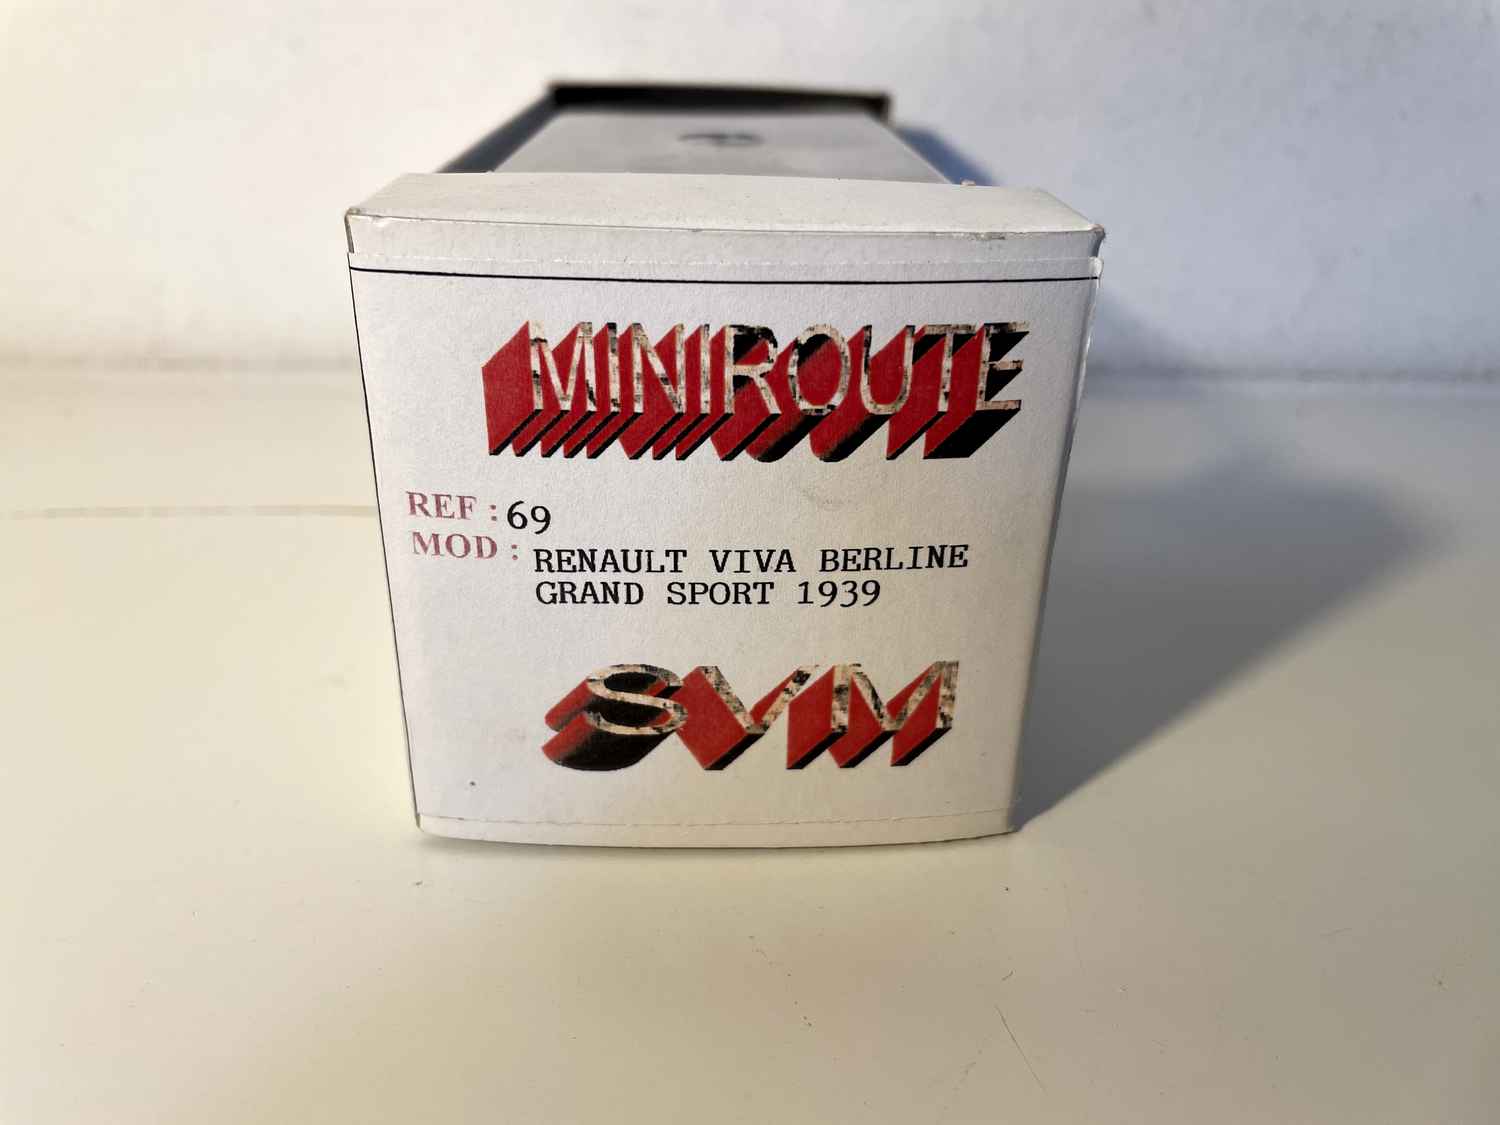 MINIROUTE
REF : 69
MOD : RENAULT VIVA BERLINE
GRAND SPORT 1939
SVM